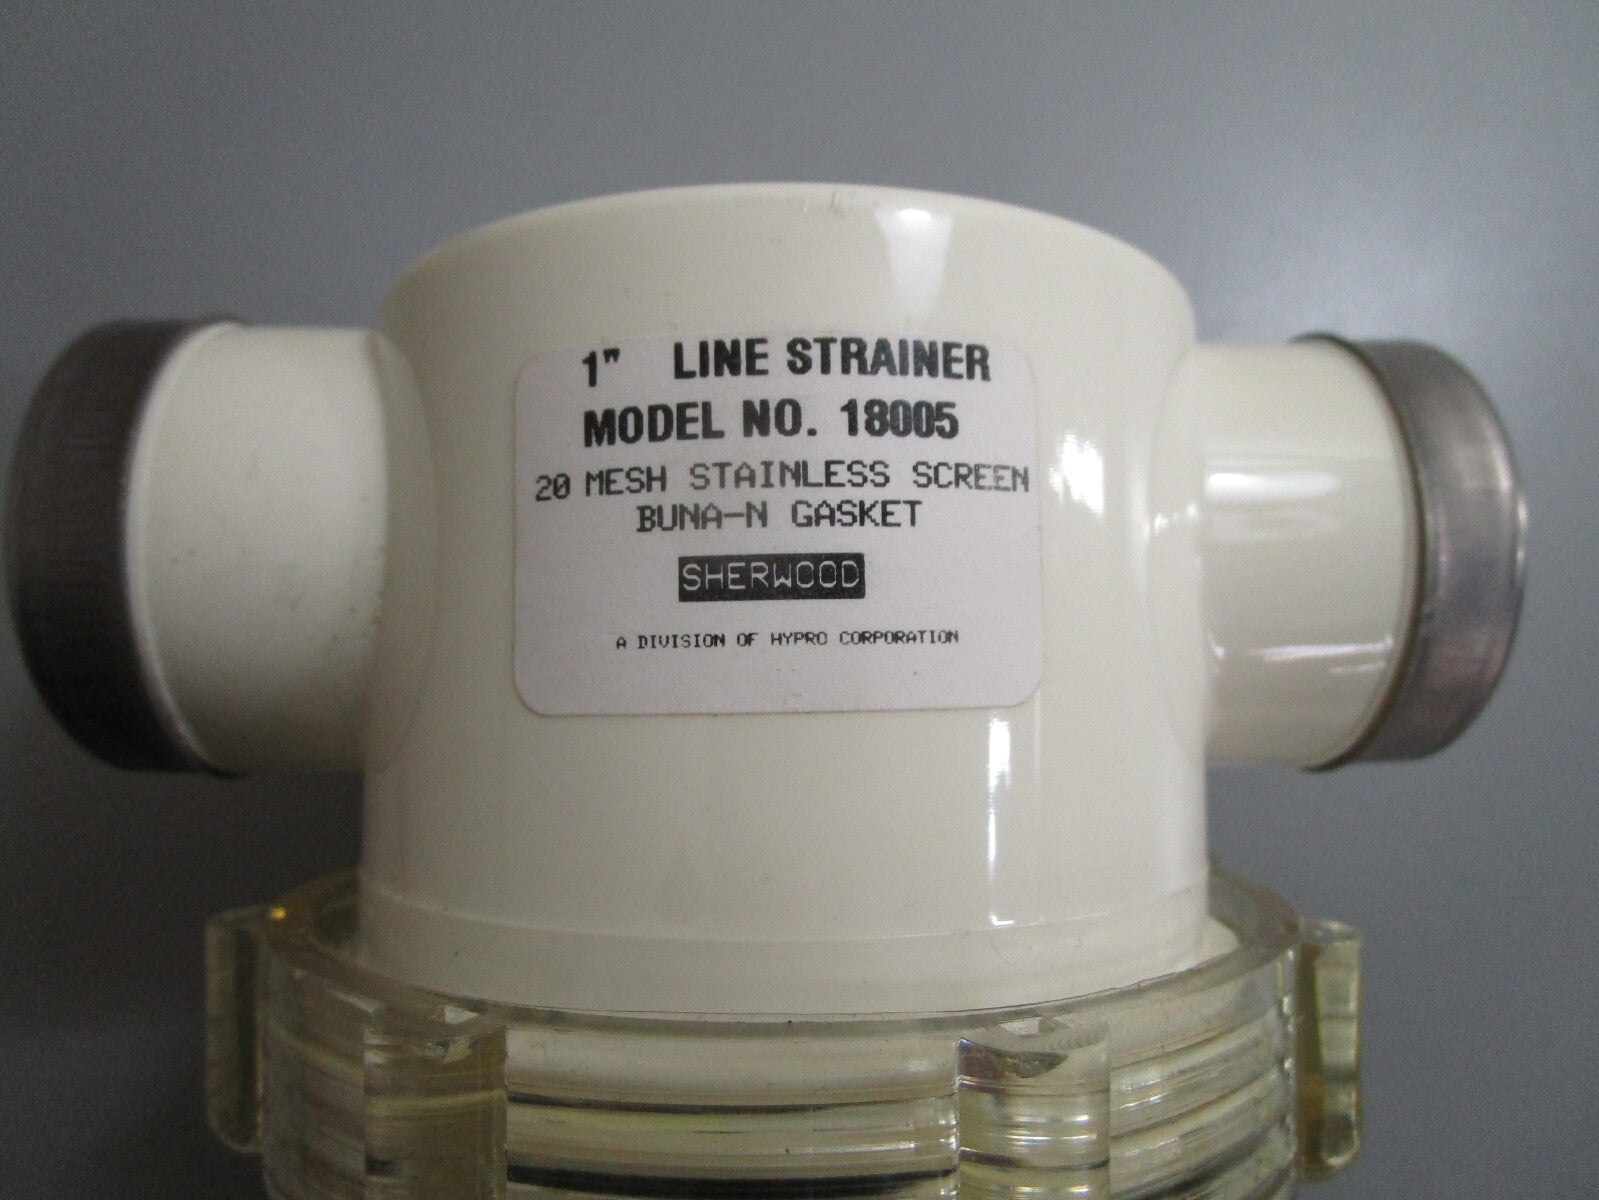 1" LINE STRAINER
MODEL NO. 18005
20 MESH STAINLESS SCREEN
BUNA-N GASKET
SHERWOOD
A DIVISION OF HYPRO CORPORATION